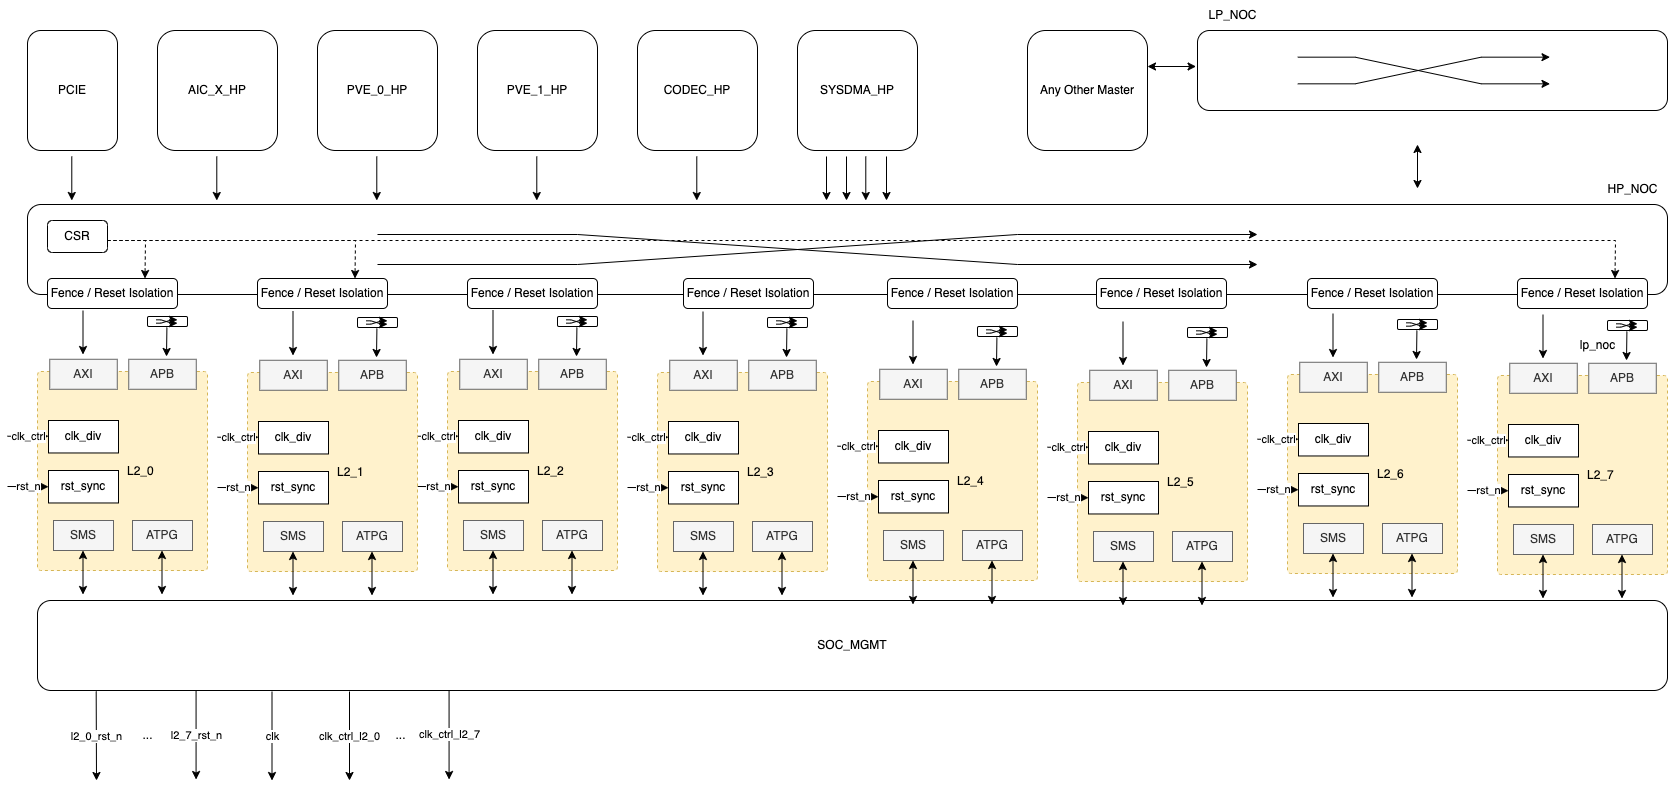 LP_NOC
PCIE
AIC_X_HP
PVE_0_HP
PVE_1_HP
CODEC_HP
SYSDMA_HP
Any Other Master
HP_NOC
CSR
Fence / Reset Isolation
Fence / Reset Isolation
Fence / Reset Isolation
Fence / Reset Isolation
Fence / Reset Isolation
Fence / Reset Isolation
Fence / Reset Isolation
Fence / Reset Isolation
lp_noc
AXI
APB
AXI
APB
AXI
APB
AXI
APB
AXI
APB
AXI
APB
AXI
APB
AXI
APB
clk_ctrl
clk_div
clk_ctrl
clk_div
clk_ctrl
clk_div
clk_ctrl
clk_div
clk_ctrl
clk_div
clk_ctrl
clk_div
clk_ctrl
clk_div
clk_ctrl
clk_div
L2_0
L2_1
L2_2
L2_3
L2_4
L2_5
L2_6
L2_7
rst_n
rst_sync
rst_n
rst_sync
rst_n
rst_sync
rst_n
rst_sync
rst_n
rst_sync
rst_n
rst_sync
rst_n
rst_sync
rst_n
rst_sync
SMS
ATPG
SMS
ATPG
SMS
ATPG
SMS
ATPG
SMS
ATPG
SMS
ATPG
SMS
ATPG
SMS
ATPG
SOC_MGMT
l2_0_rst_n
...
l2_7_rst_n
clk
clk_ctrl_l2_0
...
clk_ctrl_l2_7